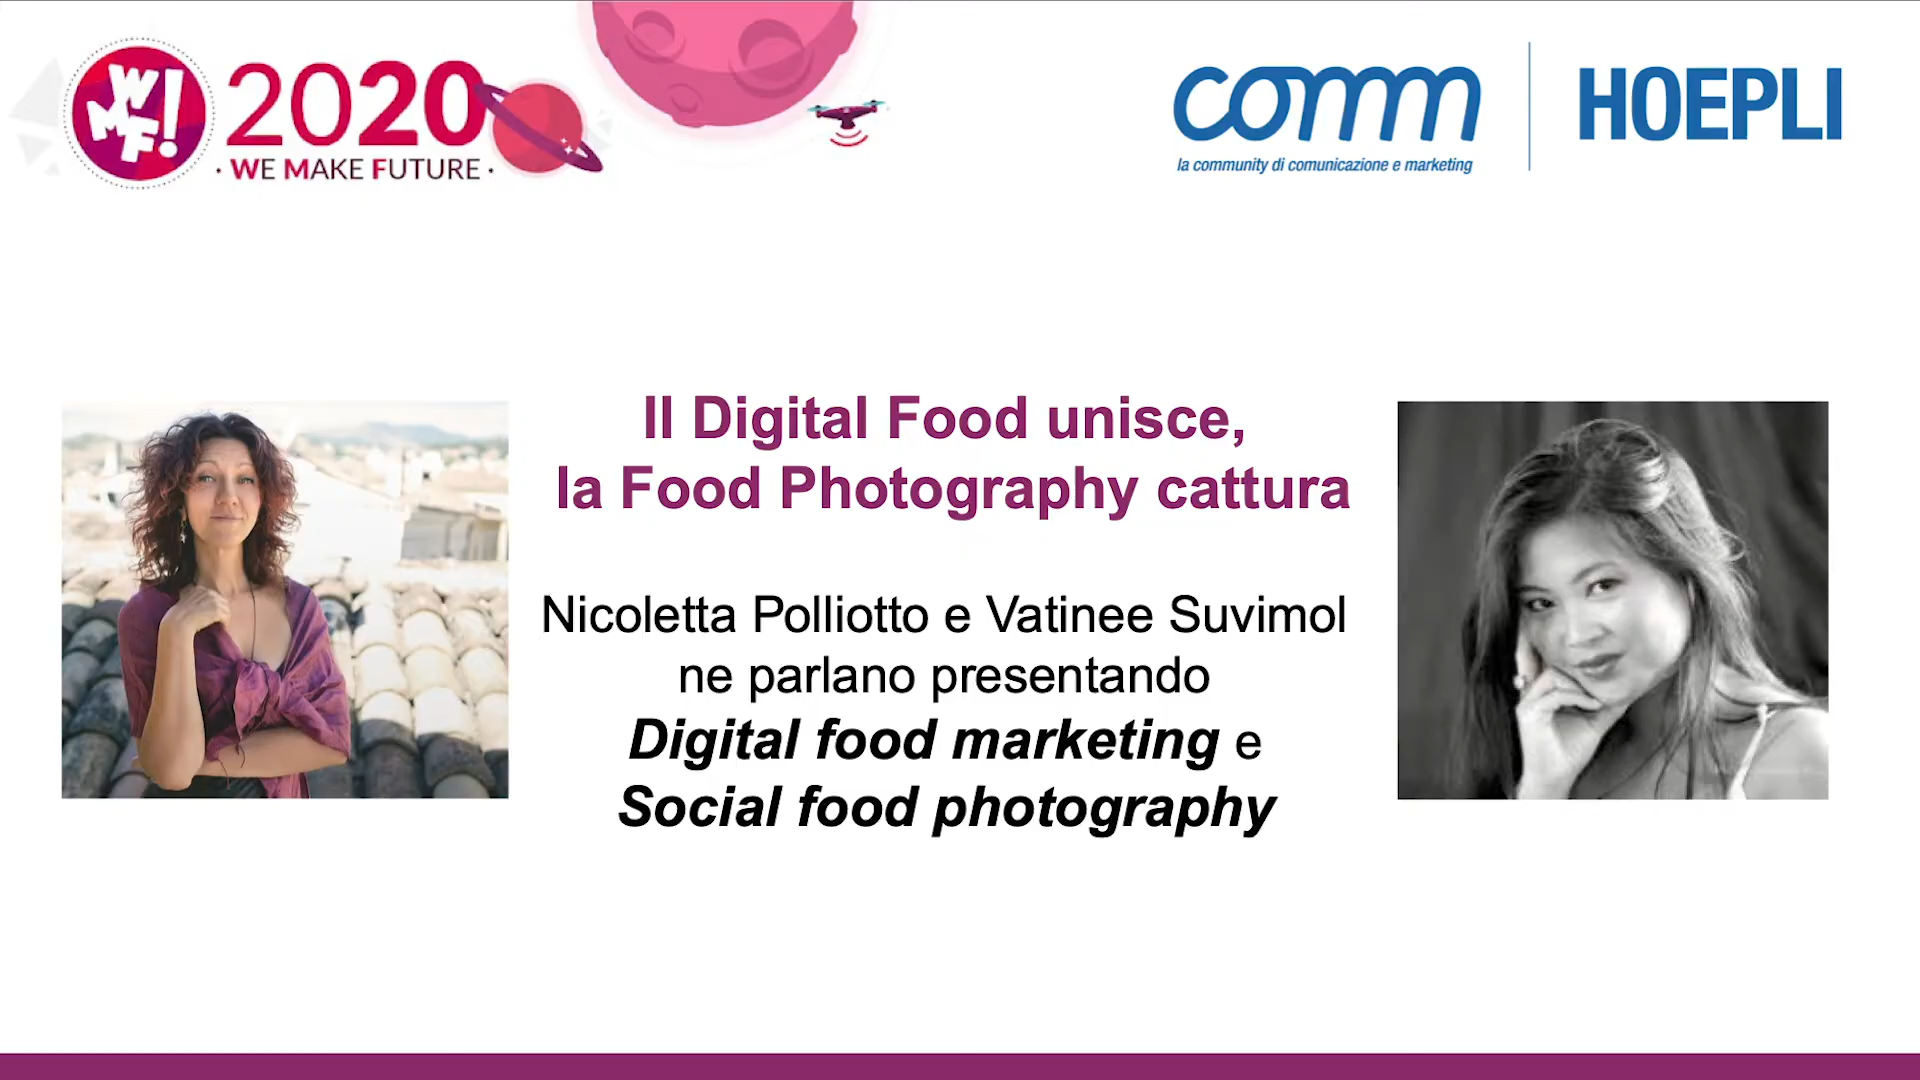 WMF!
2020
· WE MAKE FUTURE ·
comm
la community di comunicazione e marketing
HOEPLI
Il Digital Food unisce,
la Food Photography cattura
Nicoletta Polliotto e Vatinee Suvimol
ne parlano presentando
Digital food marketing e
Social food photography